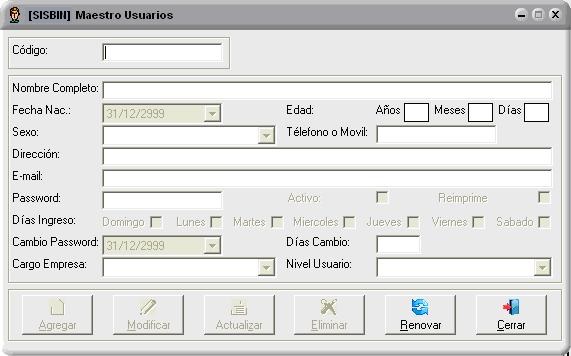 [SISBIN] Maestro Usuarios
Código:
Nombre Completo:
Fecha Nac.: 31/12/2999 Edad: Años Meses Días
Sexo: Télefono o Movil:
Dirección:
E-mail:
Password: Activo: Reimprime
Días Ingreso: Domingo Lunes Martes Miercoles Jueves Viernes Sabado
Cambio Password: 31/12/2999 Días Cambio:
Cargo Empresa: Nivel Usuario:
Agregar Modificar Actualizar Eliminar Renovar Cerrar